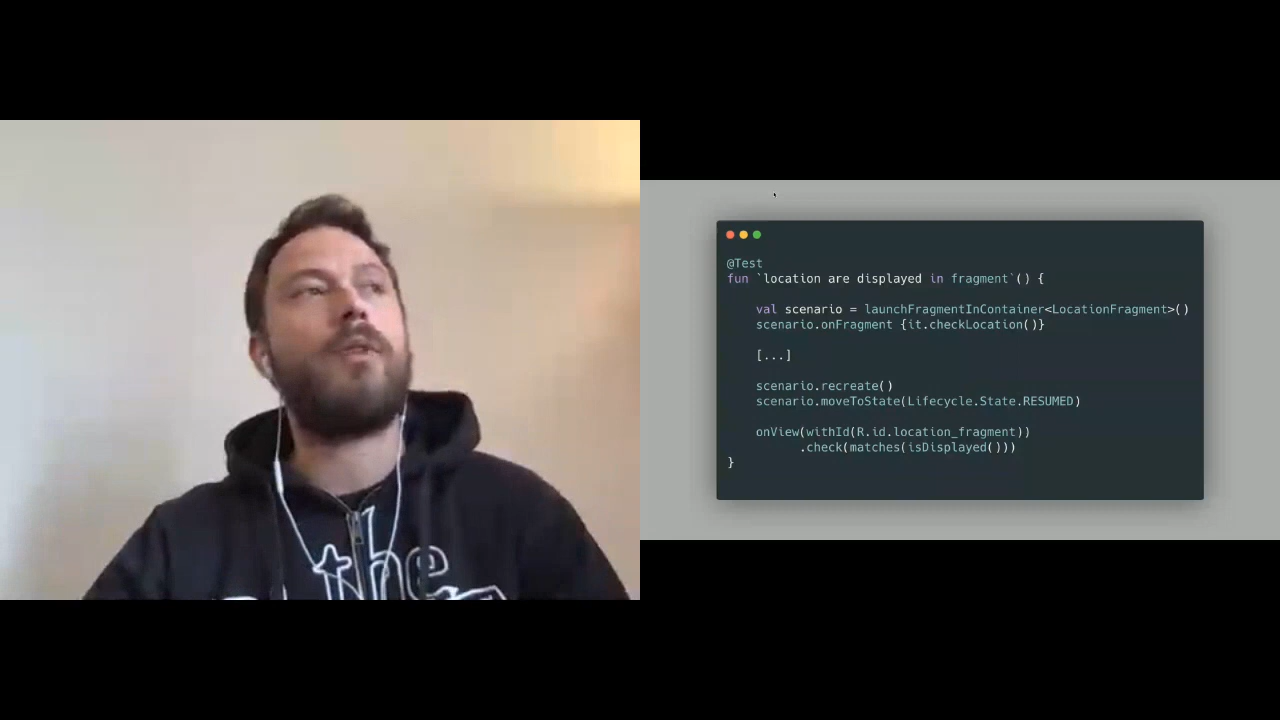 the
@Test
fun `location are displayed in fragment`() {
val scenario = launchFragmentInContainer<LocationFragment>()
scenario.onFragment {it.checkLocation()}
[...]
scenario.recreate()
scenario.moveToState(Lifecycle.State.RESUMED)
onView(withId(R.id.location_fragment))
.check(matches(isDisplayed()))
}